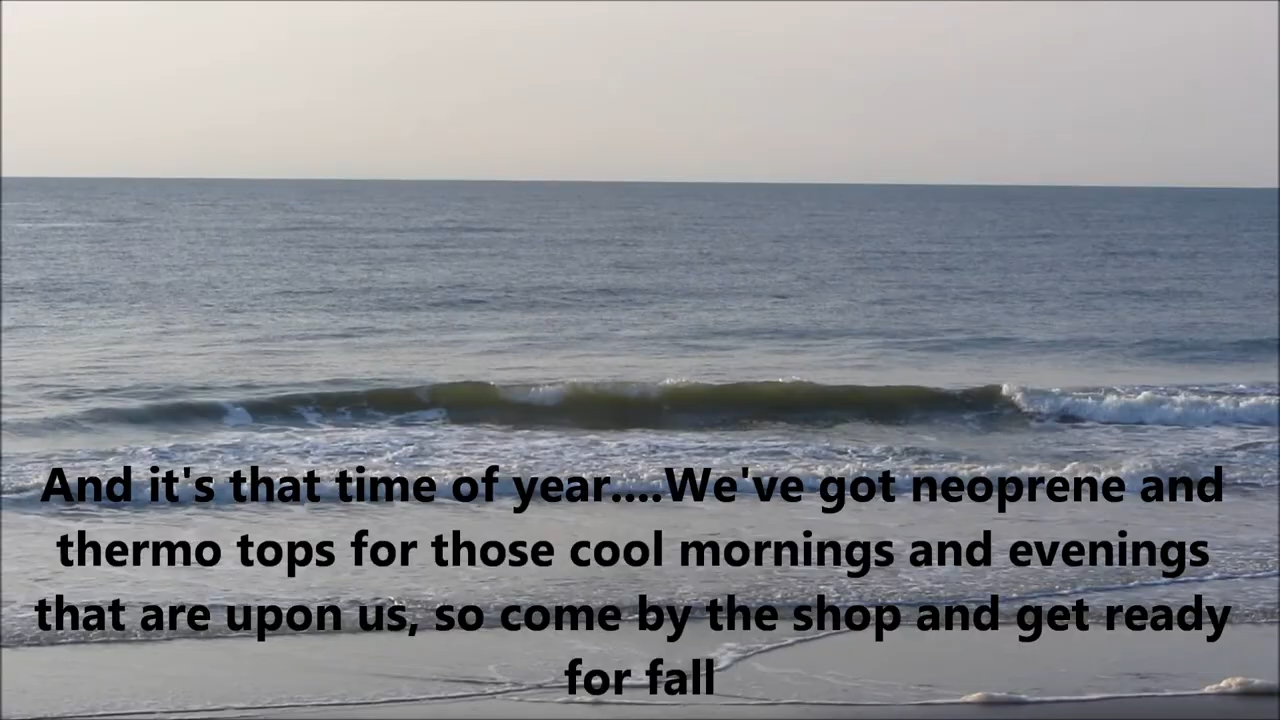 And it's that time of year....We've got neoprene and
thermo tops for those cool mornings and evenings
that are upon us, so come by the shop and get ready
for fall